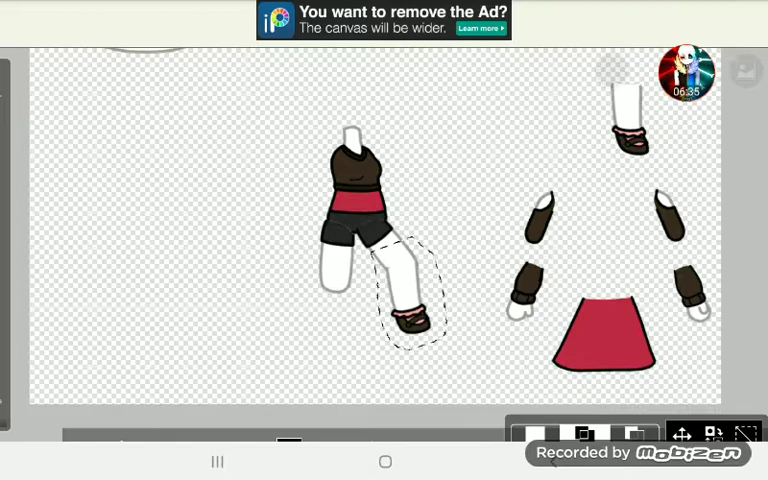 You want to remove the Ad?
The canvas will be wider.
Learn more
06:35
Recorded by mobizen